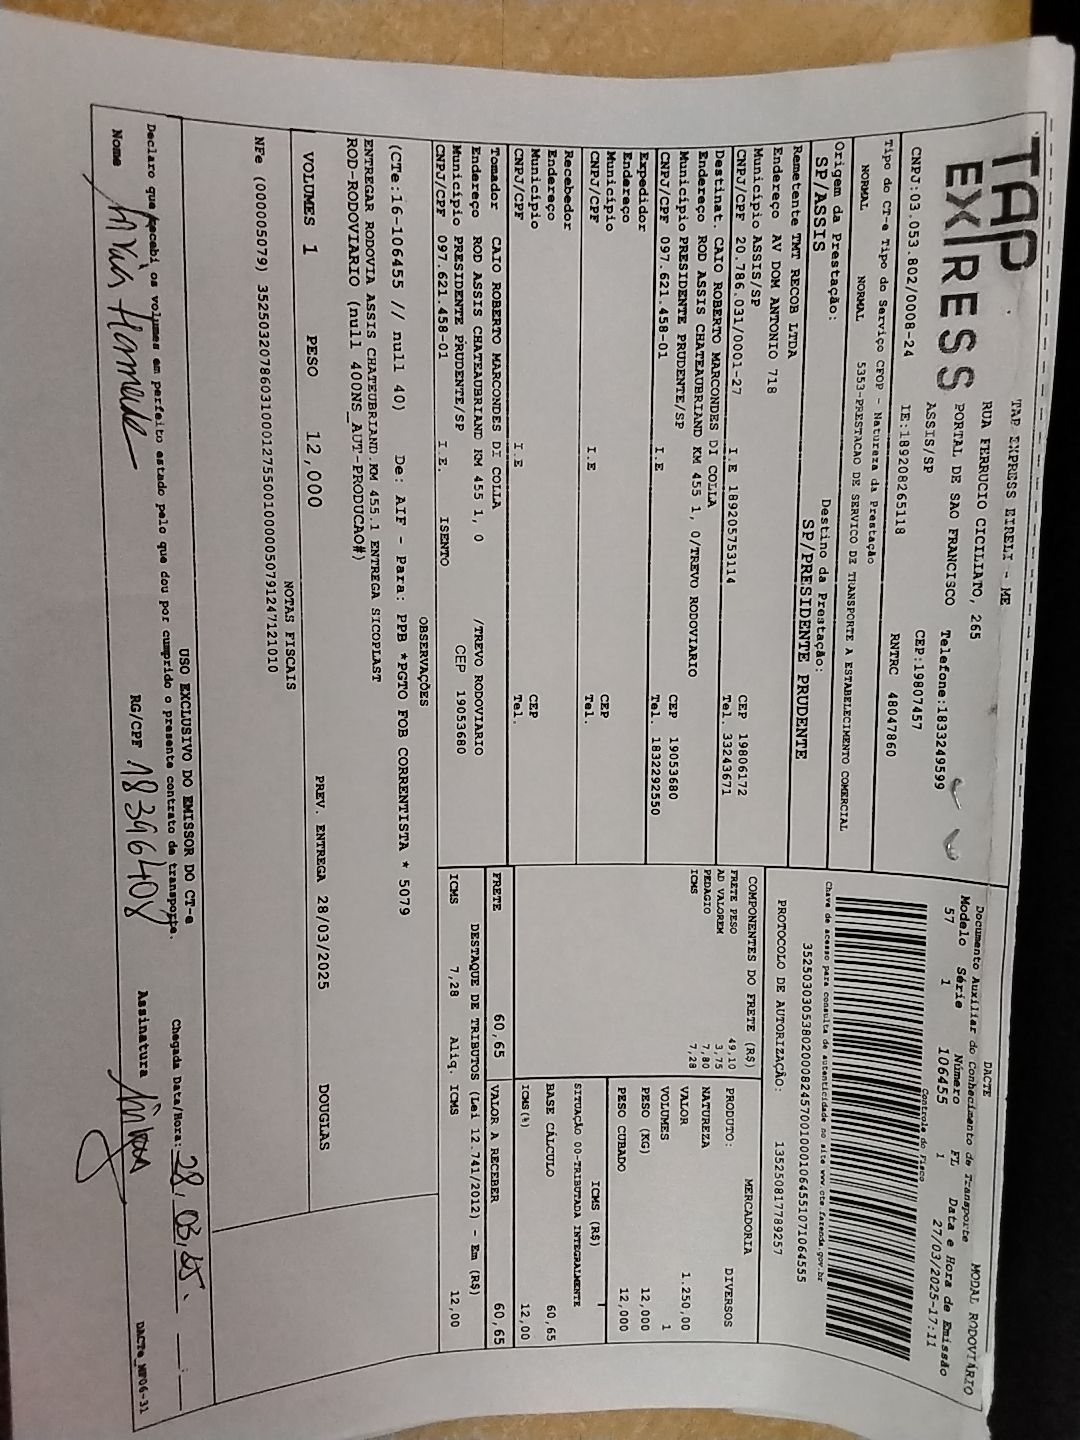 TAP
EX/RESS
TAP EXPRESS EIRELI - ME
RUA FERRUCIO CICILIATO, 265
PORTAL DE SAO FRANCISCO
ASSIS/SP
Telefone:1833249599
CEP:19807457
CNPJ:03.053.802/0008-24
IE:189208265118
RNTRC 48047860
Tipo do CT-e Tipo do Serviço CFOP - Natureza da Prestação
NORMAL NORMAL 5353-PRESTACAO DE SERVICO DE TRANSPORTE A ESTABELECIMENTO COMERCIAL
Origem da Prestação: Destino da Prestação:
SP/ASSIS SP/PRESIDENTE PRUDENTE
Remetente TMT RECOB LTDA
Endereço AV DOM ANTONIO 718
Município ASSIS/SP CEP 19806172
CNPJ/CPF 20.786.031/0001-27 I.E 189205753114 Tel. 33243671
Destinat. CAIO ROBERTO MARCONDES DI COLLA
Endereço ROD ASSIS CHATEAUBRIAND KM 455 1, 0/TREVO RODOVIARIO
Município PRESIDENTE PRUDENTE/SP CEP 19053680
CNPJ/CPF 097.621.458-01 I.E Tel. 1832292550
Expedidor
Endereço
Município CEP
CNPJ/CPF I.E Tel.
Recebedor
Endereço
Município CEP
CNPJ/CPF I.E Tel.
Tomador CAIO ROBERTO MARCONDES DI COLLA
Endereço ROD ASSIS CHATEAUBRIAND KM 455 1, 0 /TREVO RODOVIARIO
Município PRESIDENTE PRUDENTE/SP CEP 19053680
CNPJ/CPF 097.621.458-01 I.E. ISENTO
DACTE
Documento Auxiliar do Conhecimento de Transporte
MODAL RODOVIÁRIO
Modelo Série Número FL Data e Hora de Emissão
57 1 106455 1 27/03/2025-17:11
Controle do Fisco
Chave de acesso para consulta de autenticidade no site www.cte.fazenda.gov.br
35250303053802000824570010001064551071064555
PROTOCOLO DE AUTORIZAÇÃO: 135250817789257
COMPONENTES DO FRETE (R$)
FRETE PESO 49,10
AD VALOREM 3,75
PEDAGIO 7,80
ICMS 7,28
MERCADORIA
PRODUTO: DIVERSOS
NATUREZA
VALOR 1.250,00
VOLUMES 1
PESO (KG) 12,000
PESO CUBADO 12,000
ICMS (R$)
SITUAÇÃO 00-TRIBUTADA INTEGRALMENTE
BASE CÁLCULO 60,65
ICMS(%) 12,00
FRETE 60,65 VALOR A RECEBER 60,65
DESTAQUE DE TRIBUTOS (Lei 12.741/2012) - Em (R$)
ICMS 7,28 Aliq. ICMS 12,00
OBSERVAÇÕES
(CTe:16-106455 // null 40) De: AIF - Para: PPB *PGTO FOB CORRENTISTA * 5079
ENTREGAR RODOVIA ASSIS CHATEUBRIAND.KM 455.1 ENTREGA SICOPLAST
ROD-RODOVIARIO (null 400NS_AUT-PRODUCAO#)
VOLUMES 1 PESO 12,000 PREV. ENTREGA 28/03/2025 DOUGLAS
NOTAS FISCAIS
NFe (000005079) 35250320786031000127550010000050791247121010
USO EXCLUSIVO DO EMISSOR DO CT-e
Declaro que recebi os volumes em perfeito estado pelo que dou por cumprido o presente contrato de transporte.
Chegada Data/Hora: 28,03,25. :
Nome RG/CPF 18396408 Assinatura
DACTe_MP06-31